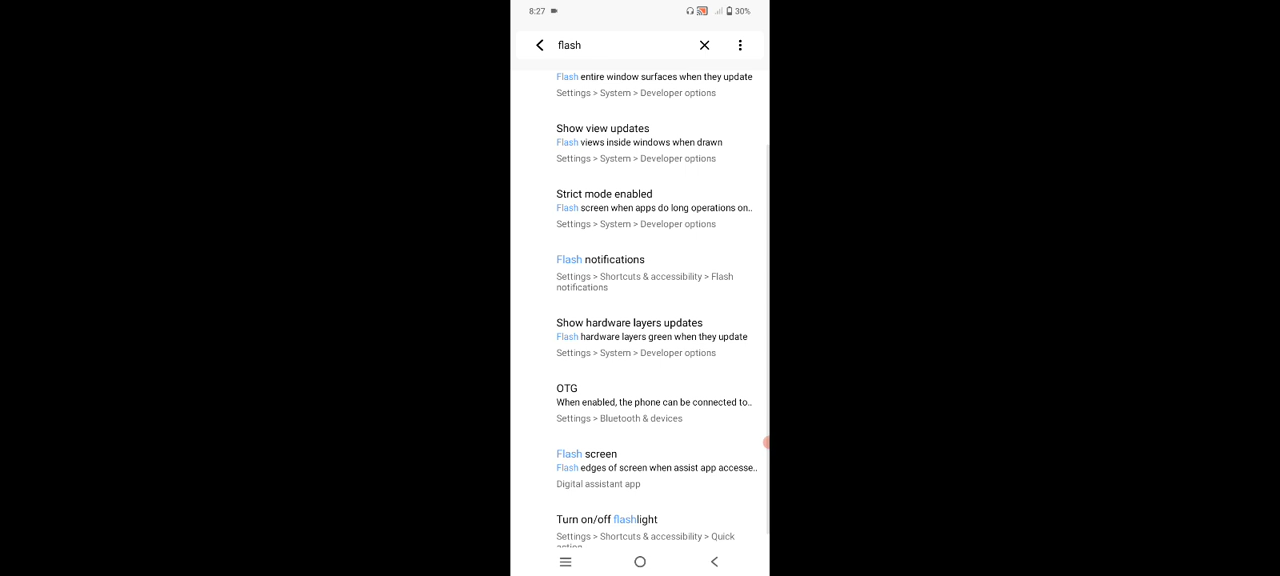 8:27
30%
flash
Flash entire window surfaces when they update
Settings > System > Developer options
Show view updates
Flash views inside windows when drawn
Settings > System > Developer options
Strict mode enabled
Flash screen when apps do long operations on..
Settings > System > Developer options
Flash notifications
Settings > Shortcuts & accessibility > Flash
notifications
Show hardware layers updates
Flash hardware layers green when they update
Settings > System > Developer options
OTG
When enabled, the phone can be connected to..
Settings > Bluetooth & devices
Flash screen
Flash edges of screen when assist app accesse..
Digital assistant app
Turn on/off flashlight
Settings > Shortcuts & accessibility > Quick